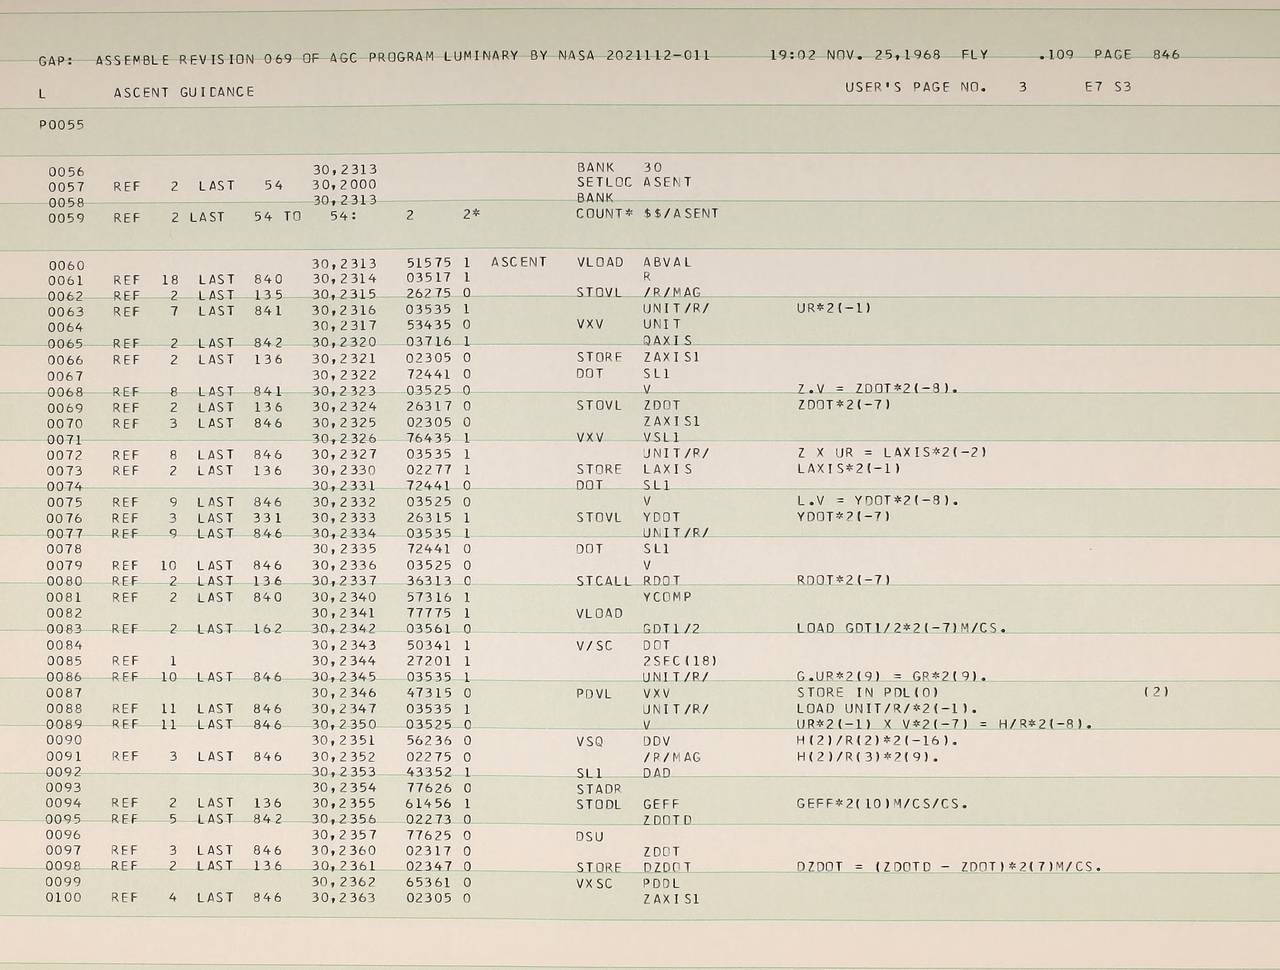 GAP: ASSEMBLE REVISION 069 OF AGC PROGRAM LUMINARY BY NASA 2021112-011 19:02 NOV. 25,1968 FLY .109 PAGE 846
L ASCENT GUIDANCE USER'S PAGE NO. 3 E7 S3
P0055
0056 30,2313 BANK 30
0057 REF 2 LAST 54 30,2000 SETLOC ASENT
0058 30,2313 BANK
0059 REF 2 LAST 54 TO 54: 2 2* COUNT* $$/ASENT
0060 30,2313 51575 1 ASCENT VLOAD ABVAL
0061 REF 18 LAST 840 30,2314 03517 1 R
0062 REF 2 LAST 135 30,2315 26275 0 STOVL /R/MAG
0063 REF 7 LAST 841 30,2316 03535 1 UNIT/R/ UR*2(-1)
0064 30,2317 53435 0 VXV UNIT
0065 REF 2 LAST 842 30,2320 03716 1 QAXIS
0066 REF 2 LAST 136 30,2321 02305 0 STORE ZAXIS1
0067 30,2322 72441 0 DOT SL1
0068 REF 8 LAST 841 30,2323 03525 0 V Z.V = ZDOT*2(-8).
0069 REF 2 LAST 136 30,2324 26317 0 STOVL ZDOT ZDOT*2(-7)
0070 REF 3 LAST 846 30,2325 02305 0 ZAXIS1
0071 30,2326 76435 1 VXV VSL1
0072 REF 8 LAST 846 30,2327 03535 1 UNIT/R/ Z X UR = LAXIS*2(-2)
0073 REF 2 LAST 136 30,2330 02277 1 STORE LAXIS LAXIS*2(-1)
0074 30,2331 72441 0 DOT SL1
0075 REF 9 LAST 846 30,2332 03525 0 V L.V = YDOT*2(-8).
0076 REF 3 LAST 331 30,2333 26315 1 STOVL YDOT YDOT*2(-7)
0077 REF 9 LAST 846 30,2334 03535 1 UNIT/R/
0078 30,2335 72441 0 DOT SL1
0079 REF 10 LAST 846 30,2336 03525 0 V
0080 REF 2 LAST 136 30,2337 36313 0 STCALL RDOT RDOT*2(-7)
0081 REF 2 LAST 840 30,2340 57316 1 YCOMP
0082 30,2341 77775 1 VLOAD
0083 REF 2 LAST 162 30,2342 03561 0 GDT1/2 LOAD GDT1/2*2(-7)M/CS.
0084 30,2343 50341 1 V/SC DOT
0085 REF 1 30,2344 27201 1 2SEC(18)
0086 REF 10 LAST 846 30,2345 03535 1 UNIT/R/ G.UR*2(9) = GR*2(9).
0087 30,2346 47315 0 PDVL VXV STORE IN PDL(0) (2)
0088 REF 11 LAST 846 30,2347 03535 1 UNIT/R/ LOAD UNIT/R/*2(-1).
0089 REF 11 LAST 846 30,2350 03525 0 V UR*2(-1) X V*2(-7) = H/R*2(-8).
0090 30,2351 56236 0 VSQ DDV H(2)/R(2)*2(-16).
0091 REF 3 LAST 846 30,2352 02275 0 /R/MAG H(2)/R(3)*2(9).
0092 30,2353 43352 1 SL1 DAD
0093 30,2354 77626 0 STADR
0094 REF 2 LAST 136 30,2355 61456 1 STODL GEFF GEFF*2(10)M/CS/CS.
0095 REF 5 LAST 842 30,2356 02273 0 ZDOTD
0096 30,2357 77625 0 DSU
0097 REF 3 LAST 846 30,2360 02317 0 ZDOT
0098 REF 2 LAST 136 30,2361 02347 0 STORE DZDOT DZDOT = (ZDOTD - ZDOT)*2(7)M/CS.
0099 30,2362 65361 0 VXSC PDDL
0100 REF 4 LAST 846 30,2363 02305 0 ZAXIS1